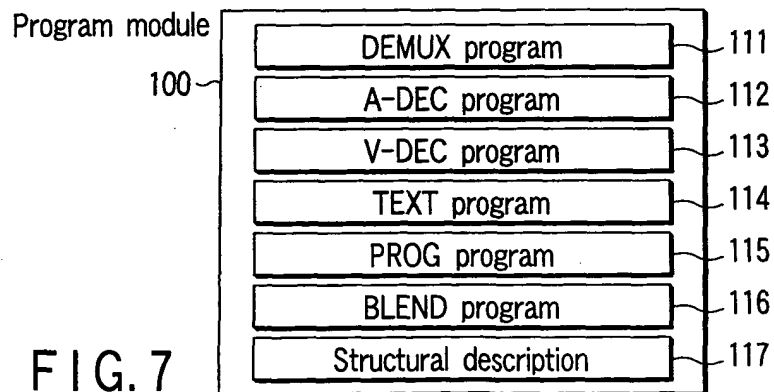 Program module
100
DEMUX program 111
A-DEC program 112
V-DEC program 113
TEXT program 114
PROG program 115
BLEND program 116
Structural description 117
FIG. 7